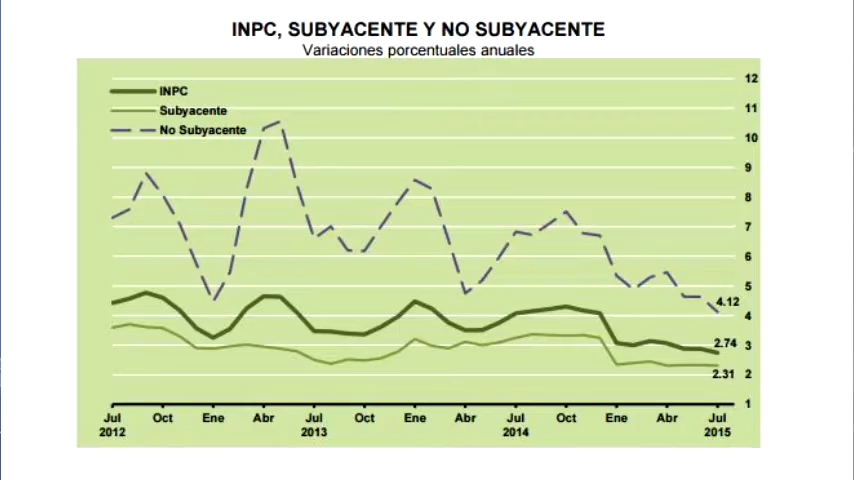 INPC, SUBYACENTE Y NO SUBYACENTE
Variaciones porcentuales anuales
INPC
Subyacente
No Subyacente
12
11
10
9
8
7
6
5
4
3
2
1
4.12
2.74
2.31
Jul Oct Ene Abr Jul Oct Ene Abr Jul Oct Ene Abr Jul
2012 2013 2014 2015